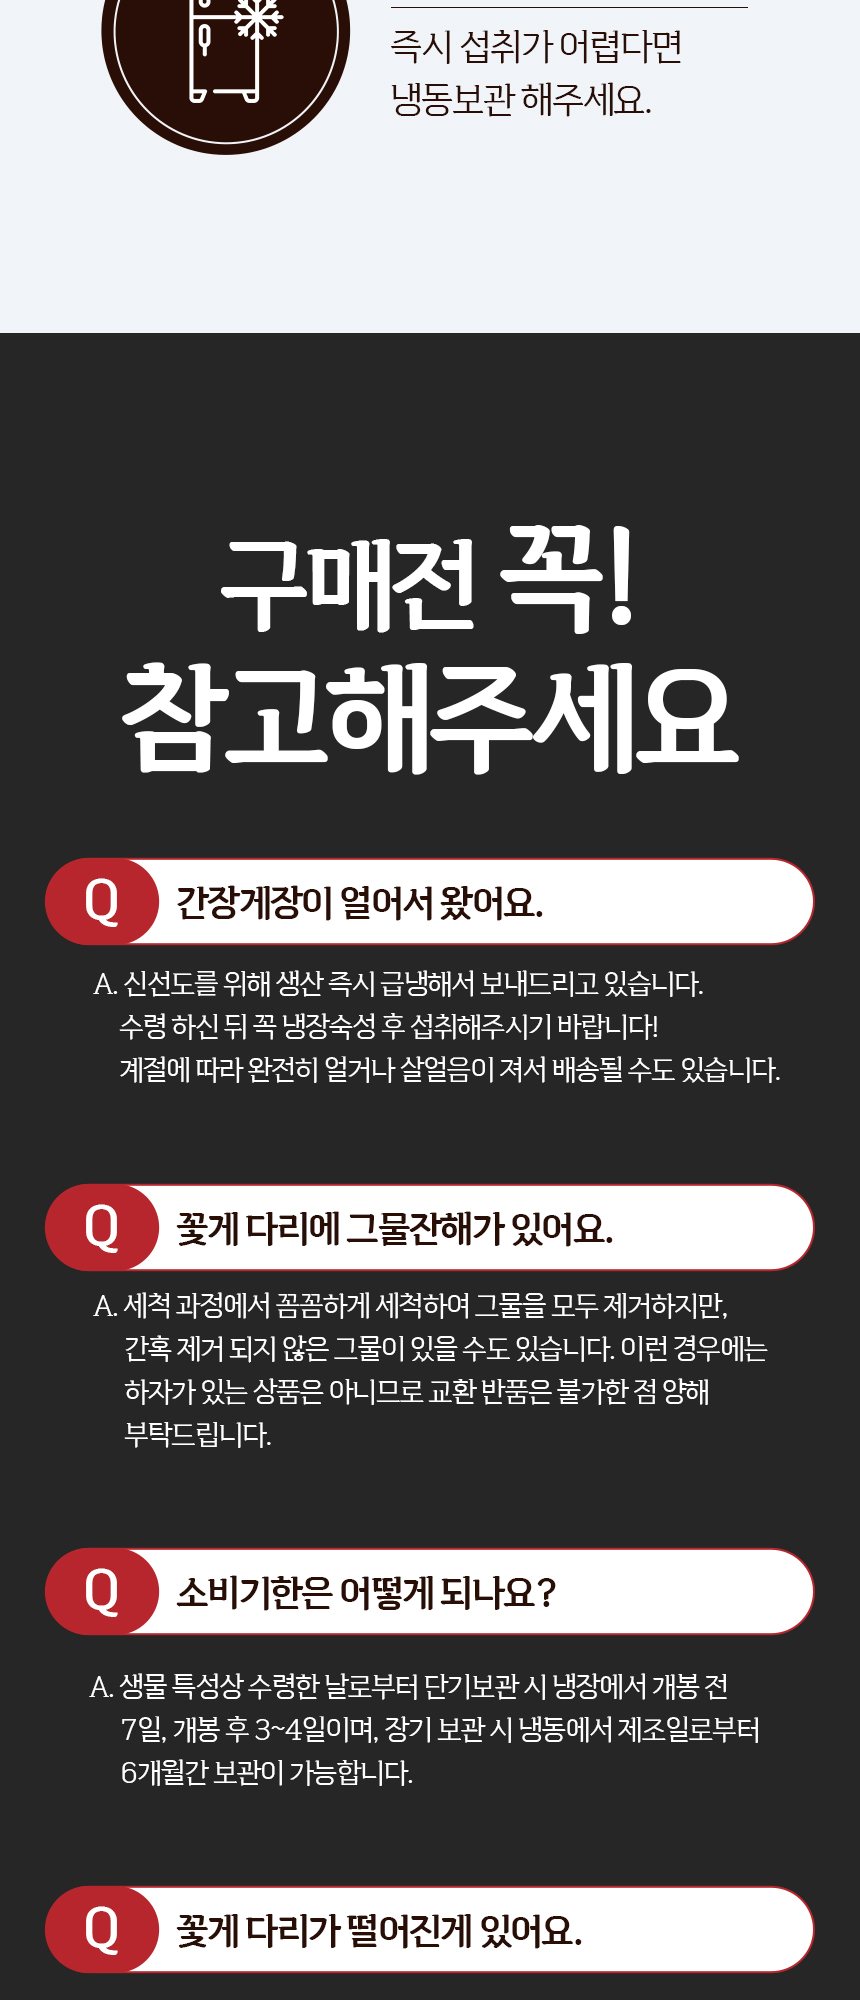 즉시 섭취가 어렵다면
냉동보관 해주세요.
구매전 꼭!
참고해주세요
Q 간장게장이 얼어서 왔어요.
A. 신선도를 위해 생산 즉시 급냉해서 보내드리고 있습니다.
수령 하신 뒤 꼭 냉장숙성 후 섭취해주시기 바랍니다!
계절에 따라 완전히 얼거나 살얼음이 져서 배송될 수도 있습니다.
Q 꽃게 다리에 그물잔해가 있어요.
A. 세척 과정에서 꼼꼼하게 세척하여 그물을 모두 제거하지만,
간혹 제거 되지 않은 그물이 있을 수도 있습니다. 이런 경우에는
하자가 있는 상품은 아니므로 교환 반품은 불가한 점 양해
부탁드립니다.
Q 소비기한은 어떻게 되나요?
A. 생물 특성상 수령한 날로부터 단기보관 시 냉장에서 개봉 전
7일, 개봉 후 3~4일이며, 장기 보관 시 냉동에서 제조일로부터
6개월간 보관이 가능합니다.
Q 꽃게 다리가 떨어진게 있어요.